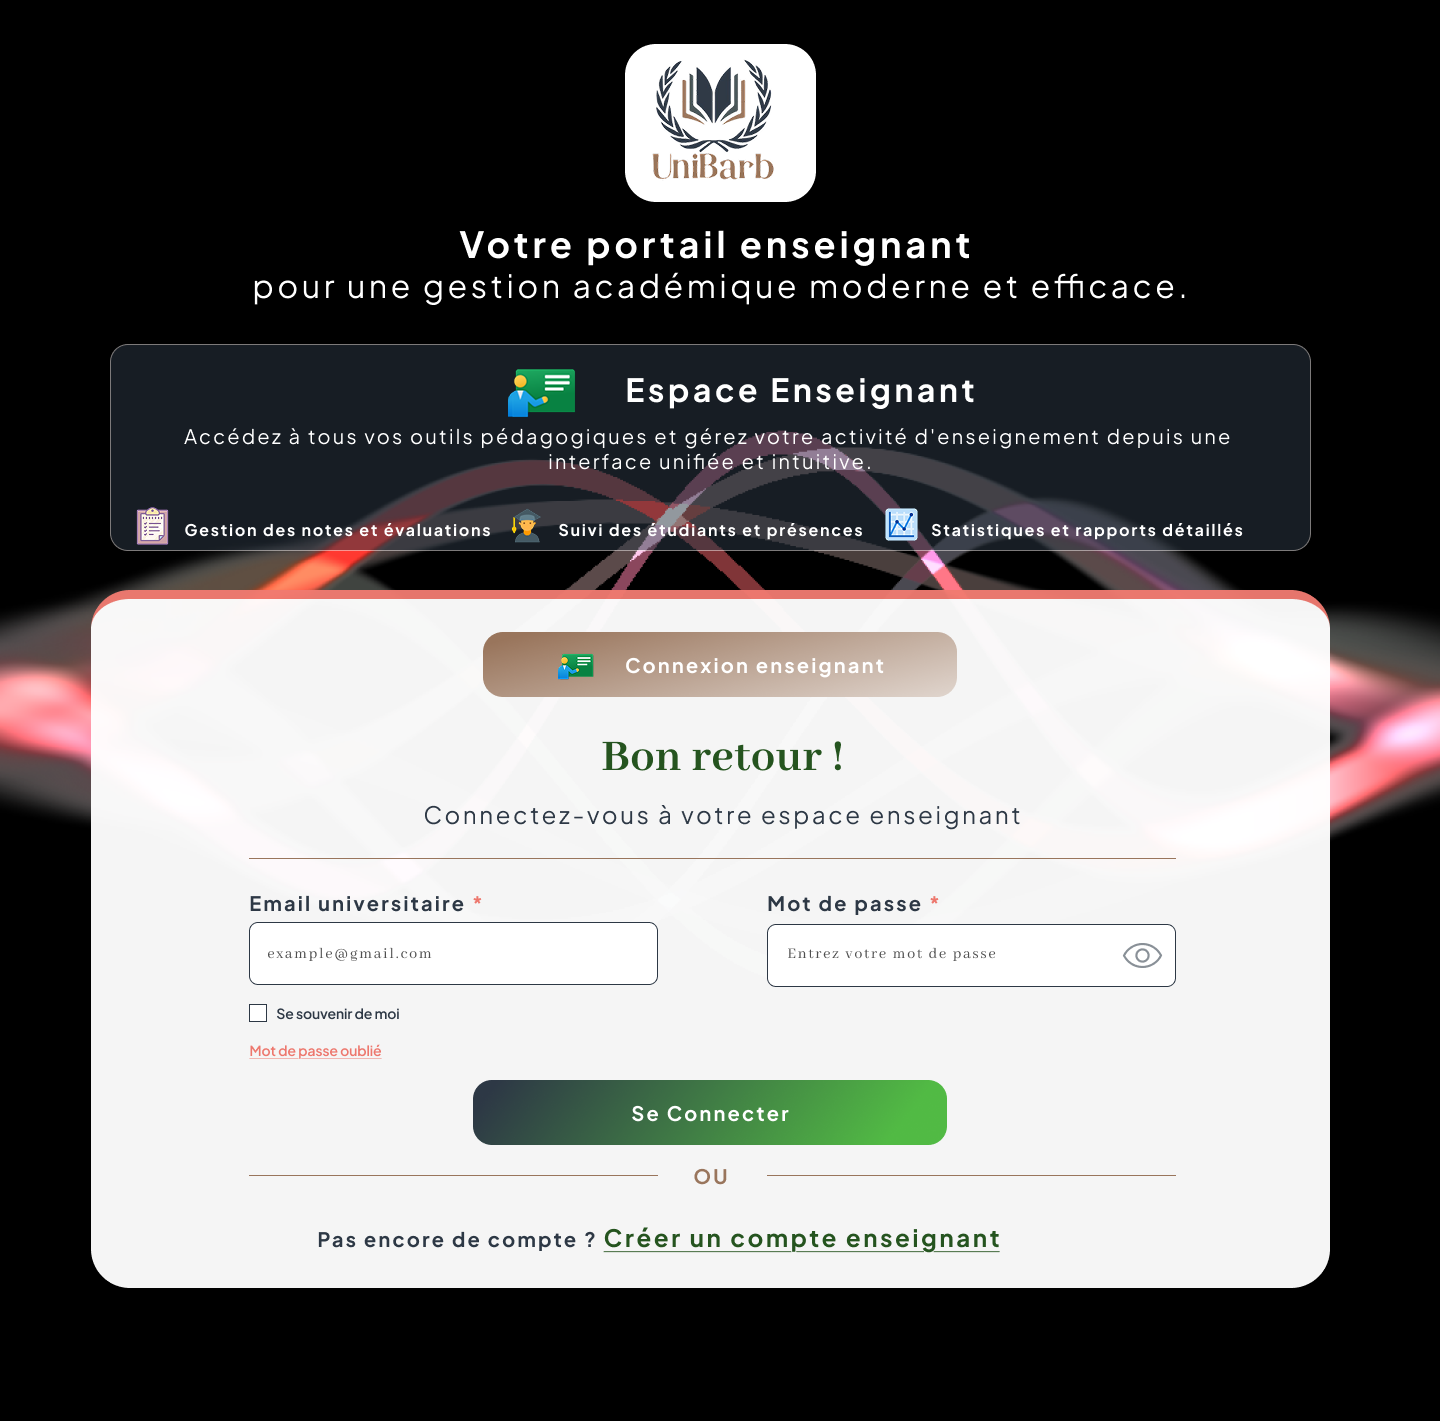 UniBarb
Votre portail enseignant
pour une gestion académique moderne et efficace.
Espace Enseignant
Accédez à tous vos outils pédagogiques et gérez votre activité d'enseignement depuis une
interface unifiée et intuitive.
Gestion des notes et évaluations
Suivi des étudiants et présences
Statistiques et rapports détaillés
Connexion enseignant
Bon retour !
Connectez-vous à votre espace enseignant
Email universitaire *
Mot de passe *
example@gmail.com
Entrez votre mot de passe
Se souvenir de moi
Mot de passe oublié
Se Connecter
OU
Pas encore de compte ? Créer un compte enseignant